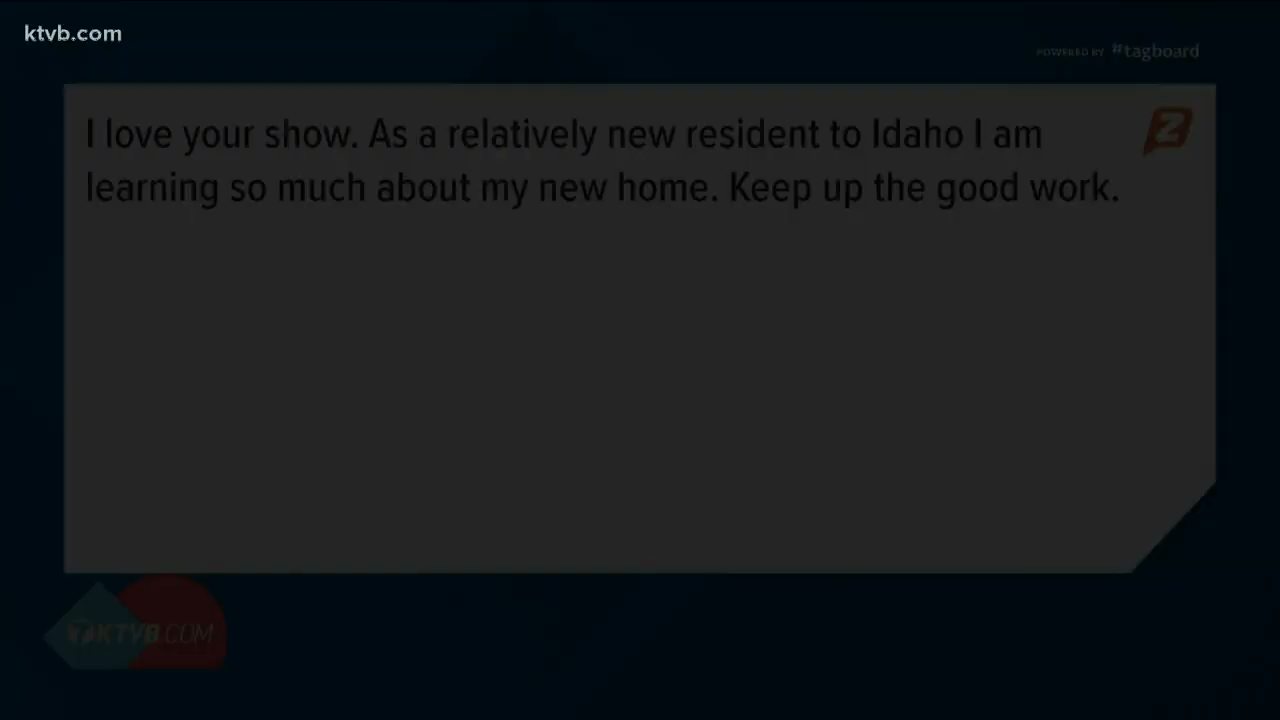 ktvb.com
POWERED BY #tagboard
I love your show. As a relatively new resident to Idaho I am
learning so much about my new home. Keep up the good work.
Z
7KTVB.COM